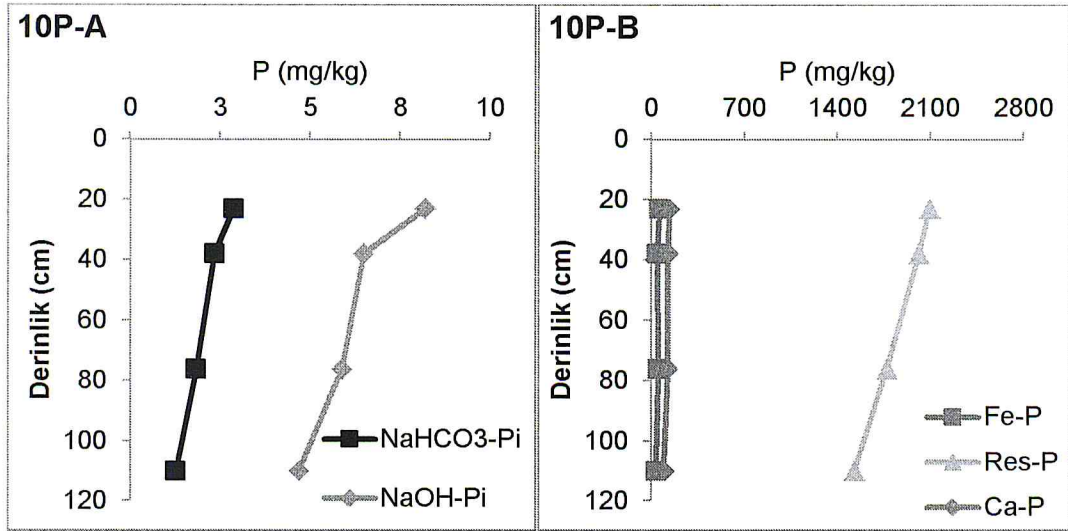 10P-A
P (mg/kg)
0 3 5 8 10
0
20
40
60
80
100
120
Derinlik (cm)
NaHCO3-Pi
NaOH-Pi
10P-B
P (mg/kg)
0 700 1400 2100 2800
0
20
40
60
80
100
120
Derinlik (cm)
Fe-P
Res-P
Ca-P